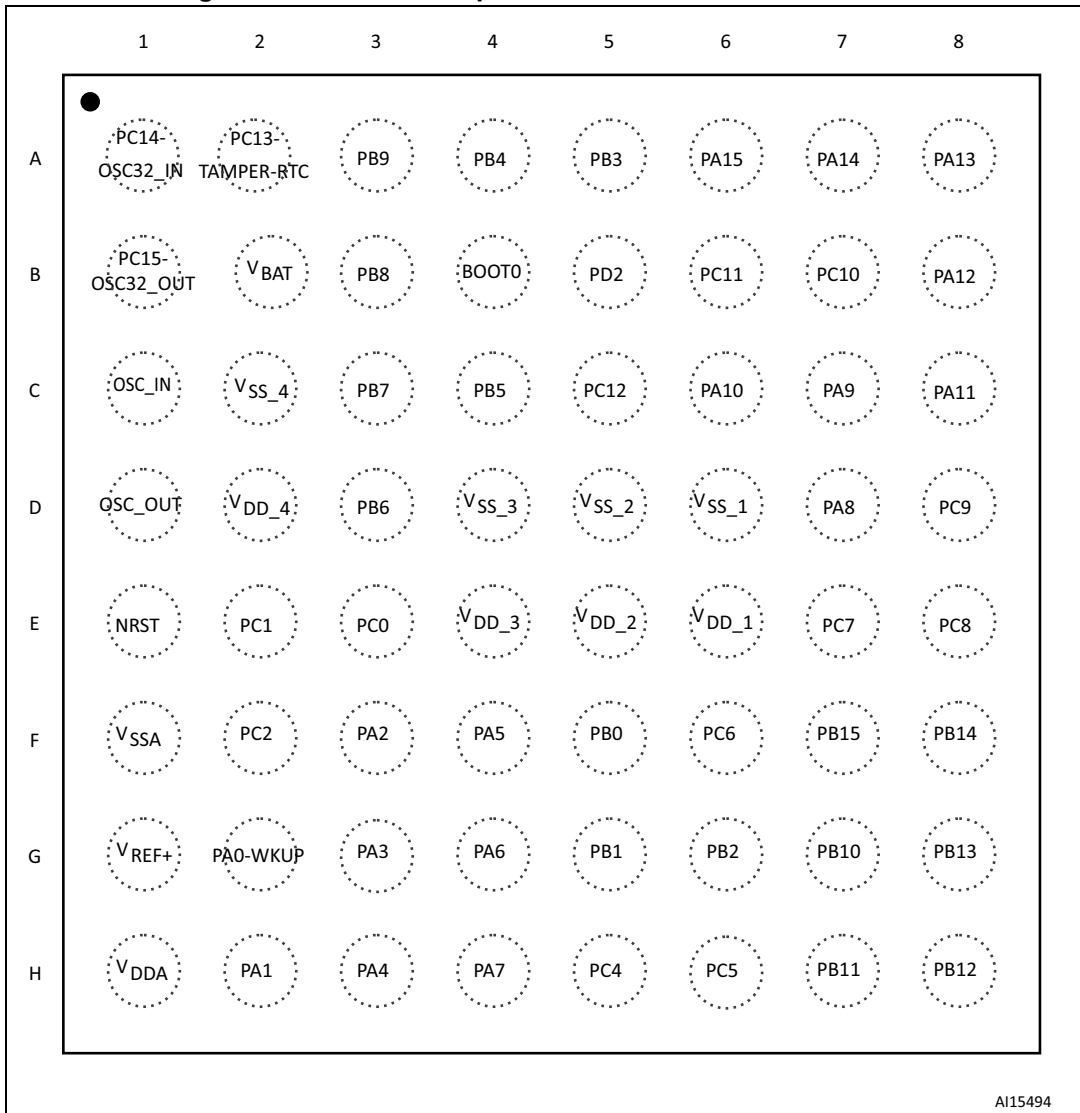 1 2 3 4 5 6 7 8
A PC14-OSC32_IN PC13-TAMPER-RTC PB9 PB4 PB3 PA15 PA14 PA13
B PC15-OSC32_OUT VBAT PB8 BOOT0 PD2 PC11 PC10 PA12
C OSC_IN VSS_4 PB7 PB5 PC12 PA10 PA9 PA11
D OSC_OUT VDD_4 PB6 VSS_3 VSS_2 VSS_1 PA8 PC9
E NRST PC1 PC0 VDD_3 VDD_2 VDD_1 PC7 PC8
F VSSA PC2 PA2 PA5 PB0 PC6 PB15 PB14
G VREF+ PA0-WKUP PA3 PA6 PB1 PB2 PB10 PB13
H VDDA PA1 PA4 PA7 PC4 PC5 PB11 PB12
AI15494